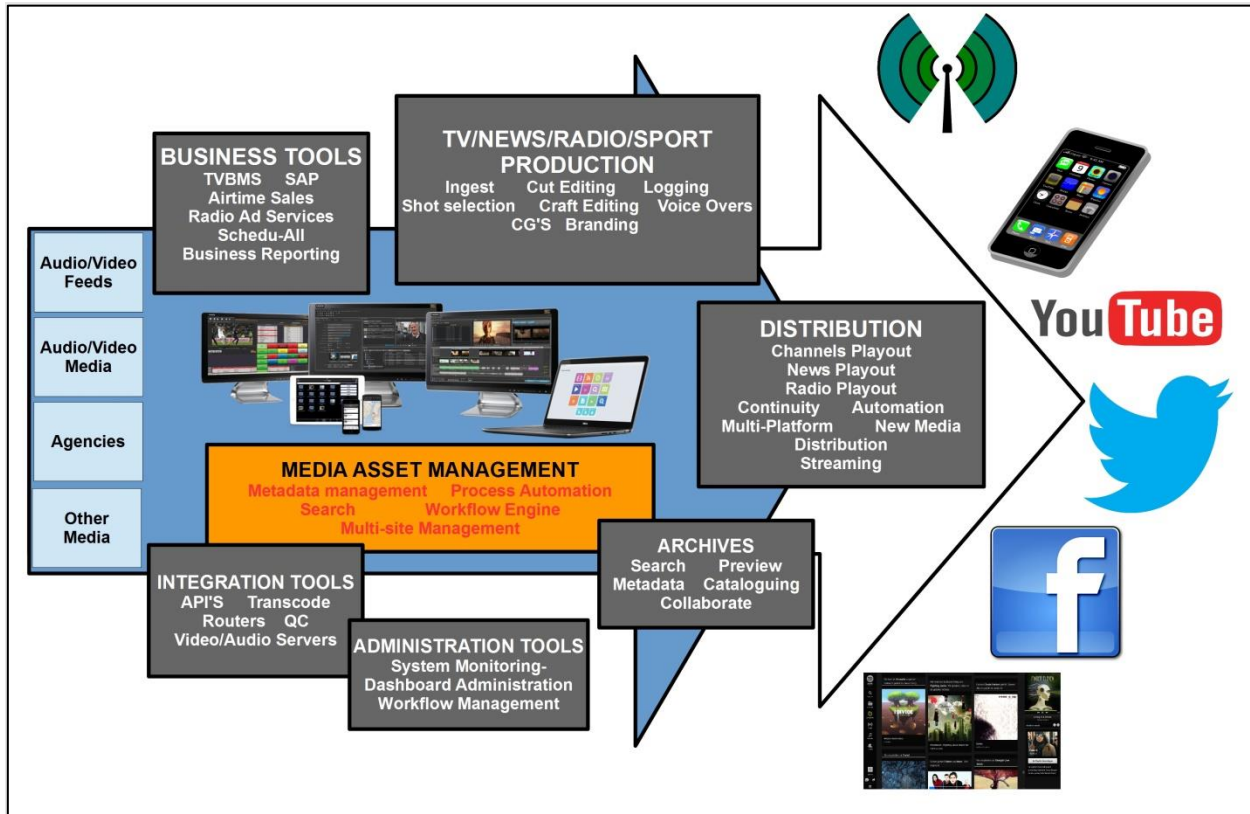 BUSINESS TOOLS
TVBMS SAP
Airtime Sales
Radio Ad Services
Schedu-All
Business Reporting
TV/NEWS/RADIO/SPORT
PRODUCTION
Ingest Cut Editing Logging
Shot selection Craft Editing Voice Overs
CG'S Branding
Audio/Video
Feeds
Audio/Video
Media
Agencies
Other
Media
MEDIA ASSET MANAGEMENT
Metadata management Process Automation
Search Workflow Engine
Multi-site Management
DISTRIBUTION
Channels Playout
News Playout
Radio Playout
Continuity Automation
Multi-Platform New Media
Distribution
Streaming
INTEGRATION TOOLS
API'S Transcode
Routers QC
Video/Audio Servers
ADMINISTRATION TOOLS
System Monitoring-
Dashboard Administration
Workflow Management
ARCHIVES
Search Preview
Metadata Cataloguing
Collaborate
YouTube
f